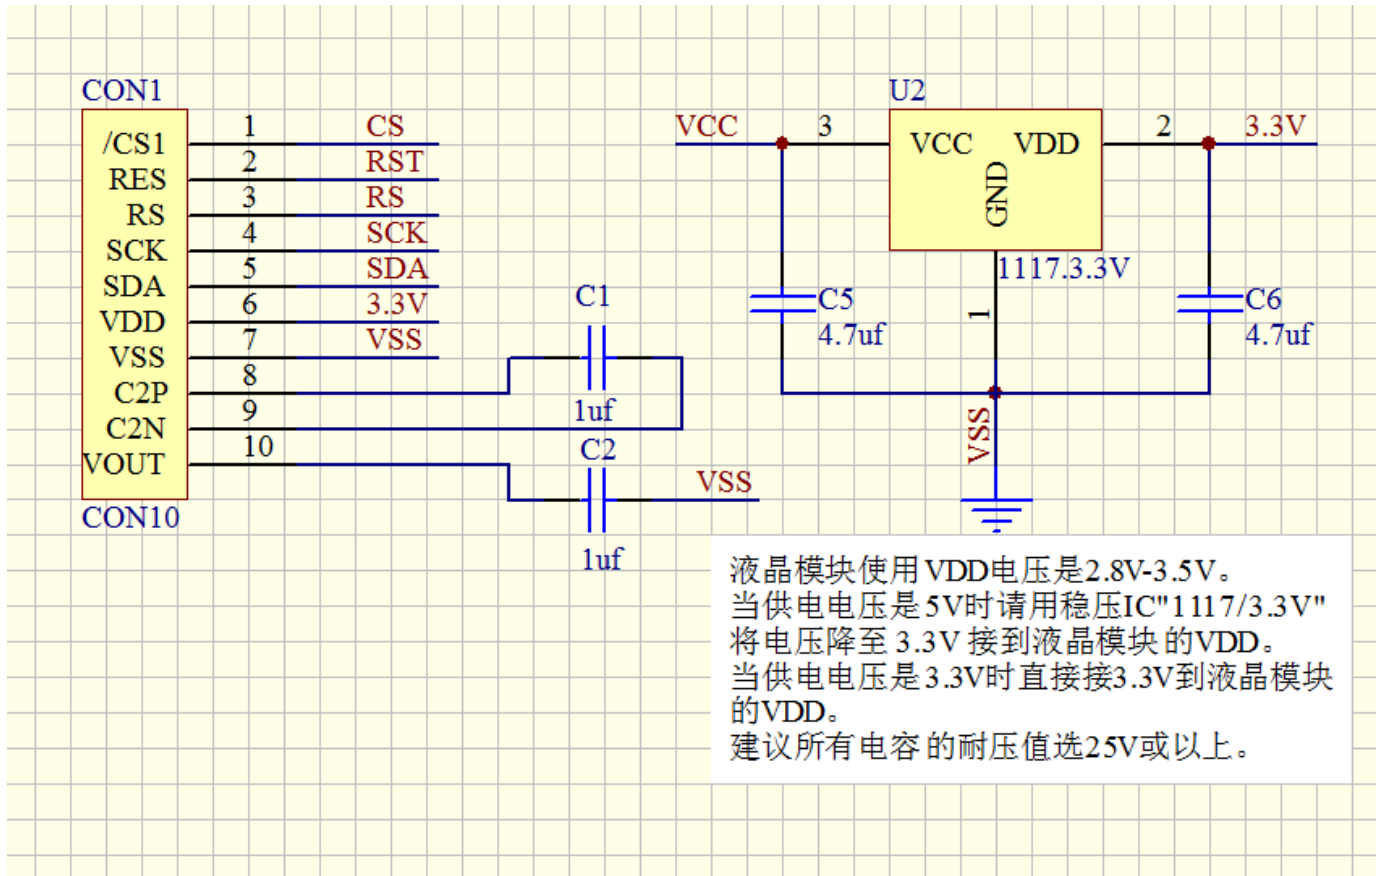 CON1
/CS1 1 CS
RES 2 RST
RS 3 RS
SCK 4 SCK
SDA 5 SDA
VDD 6 3.3V
VSS 7 VSS
C2P 8
C2N 9
VOUT 10
CON10
C1
1uf
C2
1uf
VSS
U2
VCC 3 VCC VDD 2 3.3V
GND
1117.3.3V
1
C5
4.7uf
C6
4.7uf
VSS
液晶模块使用VDD电压是2.8V-3.5V。
当供电电压是5V时请用稳压IC"1117/3.3V"
将电压降至3.3V接到液晶模块的VDD。
当供电电压是3.3V时直接接3.3V到液晶模块
的VDD。
建议所有电容的耐压值选25V或以上。